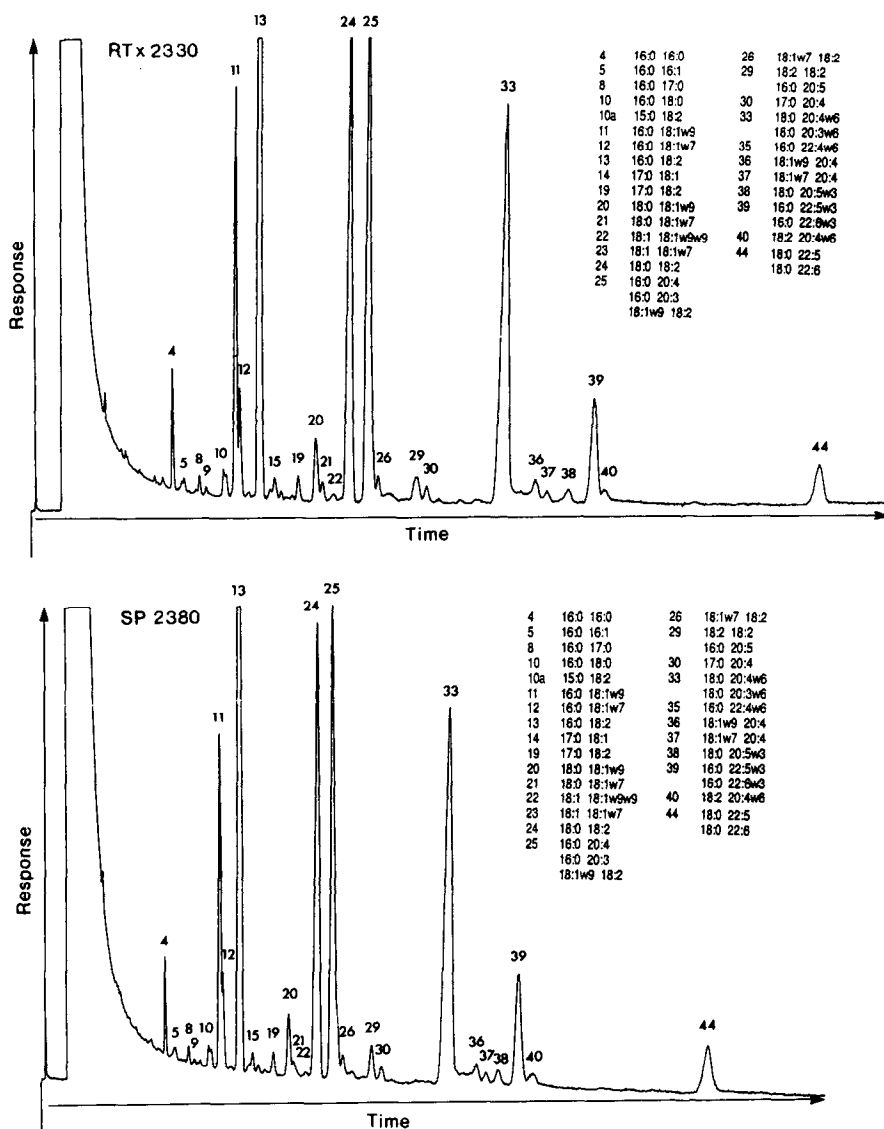 RTx 2330
13
24
25
11
33
4
12
5
8
9
10
15
19
20
21
22
26
29
30
36
37
38
39
40
44
4 16:0 16:0
5 16:0 16:1
8 16:0 17:0
10 16:0 18:0
10a 15:0 18:2
11 16:0 18:1w9
12 16:0 18:1w7
13 16:0 18:2
14 17:0 18:1
19 17:0 18:2
20 18:0 18:1w9
21 18:0 18:1w7
22 18:1 18:1w9w9
23 18:1 18:1w7
24 18:0 18:2
25 16:0 20:4
16:0 20:3
18:1w9 18:2
26 18:1w7 18:2
29 18:2 18:2
16:0 20:5
30 17:0 20:4
33 18:0 20:4w6
18:0 20:3w6
35 16:0 22:4w6
36 18:1w9 20:4
37 18:1w7 20:4
38 18:0 20:5w3
39 16:0 22:5w3
16:0 22:6w3
40 18:2 20:4w6
44 18:0 22:5
18:0 22:6
Response
Time
SP 2380
13
24
25
11
33
4
12
5
8
9
10
15
19
20
21
22
26
29
30
36
37
38
39
40
44
4 16:0 16:0
5 16:0 16:1
8 16:0 17:0
10 16:0 18:0
10a 15:0 18:2
11 16:0 18:1w9
12 16:0 18:1w7
13 16:0 18:2
14 17:0 18:1
19 17:0 18:2
20 18:0 18:1w9
21 18:0 18:1w7
22 18:1 18:1w9w9
23 18:1 18:1w7
24 18:0 18:2
25 16:0 20:4
16:0 20:3
18:1w9 18:2
26 18:1w7 18:2
29 18:2 18:2
16:0 20:5
30 17:0 20:4
33 18:0 20:4w6
18:0 20:3w6
35 16:0 22:4w6
36 18:1w9 20:4
37 18:1w7 20:4
38 18:0 20:5w3
39 16:0 22:5w3
16:0 22:6w3
40 18:2 20:4w6
44 18:0 22:5
18:0 22:6
Response
Time